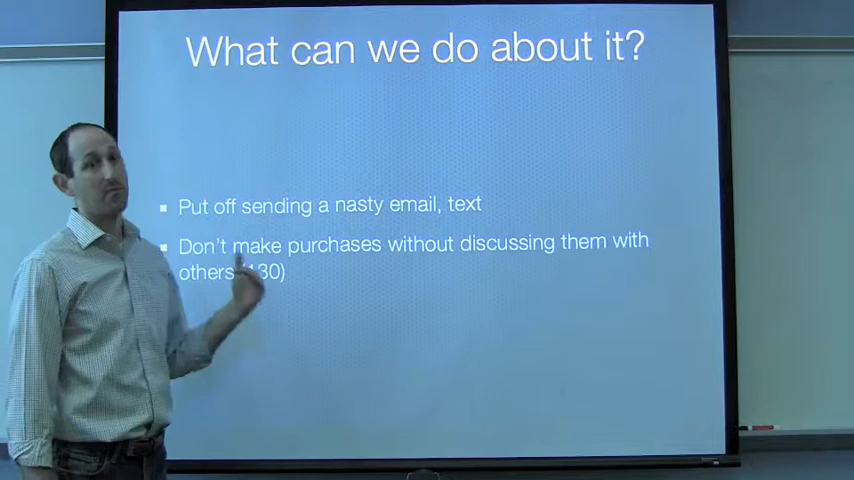 What can we do about it?
Put off sending a nasty email, text
Don't make purchases without discussing them with
others (130)